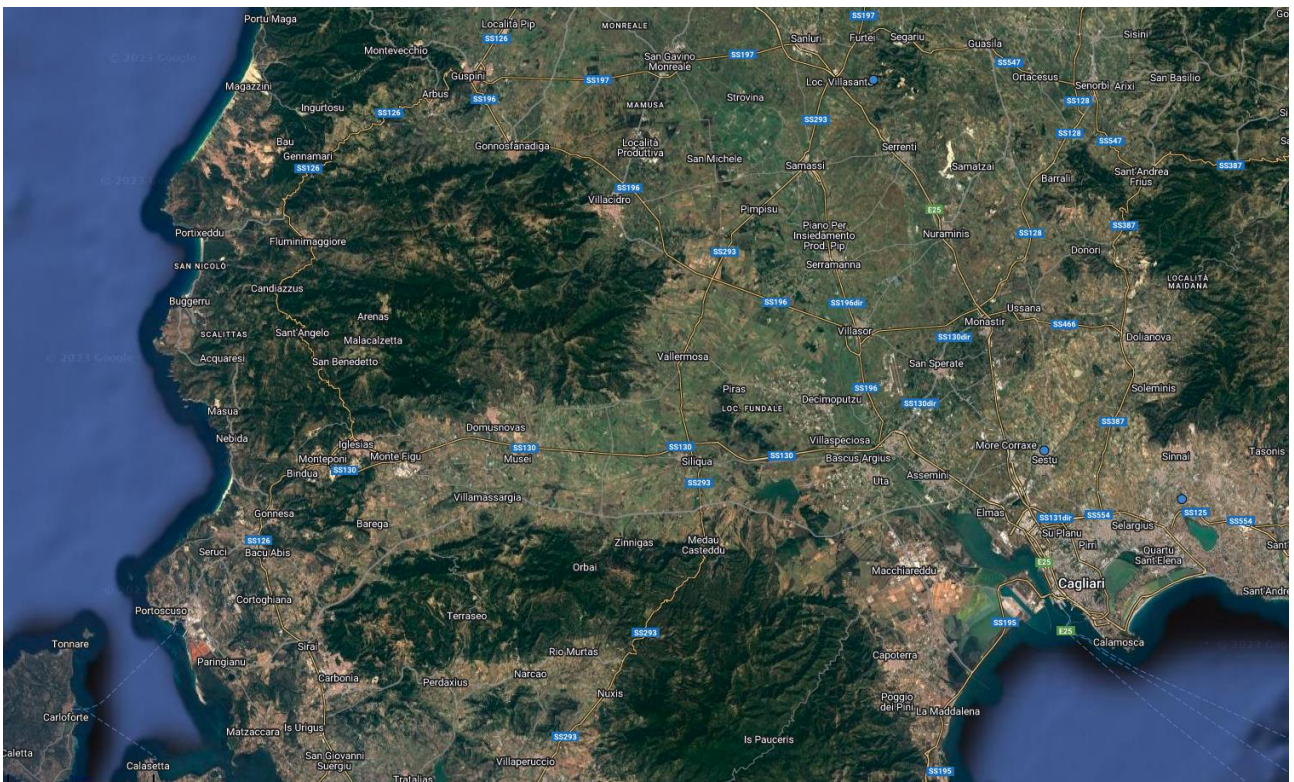 Portu Maga
Località Pip
MONREALE
SS197
Furtei
Segariu
Sisini
SS126
Sanluri
Guasila
Montevecchio
San Gavino
Monreale
SS197
SS547
Guspini
SS197
Loc. Villasanta
Ortacesus
Senorbi
Arixi
San Basilio
Magazzini
Arbus
SS196
Strovina
SS128
Ingurtosu
MAMUSA
SS126
SS293
SS128
SS547
Bau
Gennamari
Gonnosfanadiga
Località
Produttiva
San Michele
Samassi
Serrenti
Samatzai
SS126
Sant'Andrea
Frius
SS387
Barrali
SS196
Villacidro
Pimpisu
E25
Portixeddu
Fluminimaggiore
Piano Per
Insiedamento
Prod. Pip
Nuraminis
SS128
SS387
SS293
Donori
SAN NICOLÒ
Serramanna
LOCALITÀ
MAIDANA
Candiazzus
Buggerru
SS196
SS196dir
Ussana
Arenas
SCALITTAS
Sant'Angelo
Malacalzetta
Villasor
Monastir
SS466
SS130dir
Dolianova
Acquaresi
San Benedetto
Vallermosa
San Sperate
Piras
SS196
Soleminis
Decimoputzu
SS130dir
Masua
LOC. FUNDALE
SS387
Nebida
Domusnovas
Iglesias
Villaspeciosa
More Corraxe
Monteponi
Monte Figu
SS130
Musei
SS130
Siliqua
SS130
Bascus Argius
Sestu
Sinnai
Tasonis
Bindua
SS130
SS293
Uta
Assemini
Villamassargia
Gonnesa
Elmas
SS131dir
SS554
Selargius
SS125
SS554
Barega
Su Planu
Pirri
SS126
Seruci
Bacu Abis
Zinnigas
Medau
Casteddu
Quartu
Sant'Elena
E25
Orbai
Macchiareddu
Cagliari
Cortoghiana
Portoscuso
Terraseo
SS195
SS293
E25
Calamosca
Tonnare
Sirai
Rio Murtas
Capoterra
Paringianu
Carbonia
Perdaxius
Narcao
Nuxis
Poggio
dei Pini
La Maddalena
Carloforte
Matzaccara
Is Urigus
SS293
Is Pauceris
Caletta
San Giovanni
Suergiu
Villaperuccio
Calasetta
Tratalias
SS195